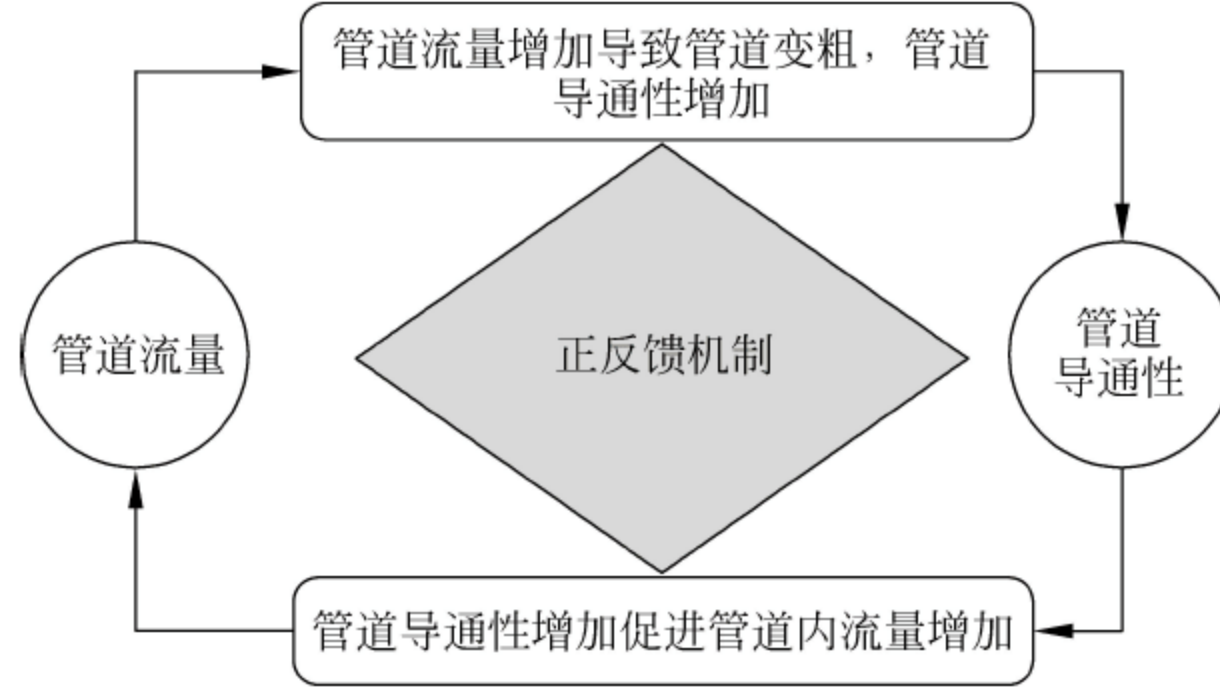 管道流量增加导致管道变粗，管道
导通性增加
管道流量
正反馈机制
管道
导通性
管道导通性增加促进管道内流量增加